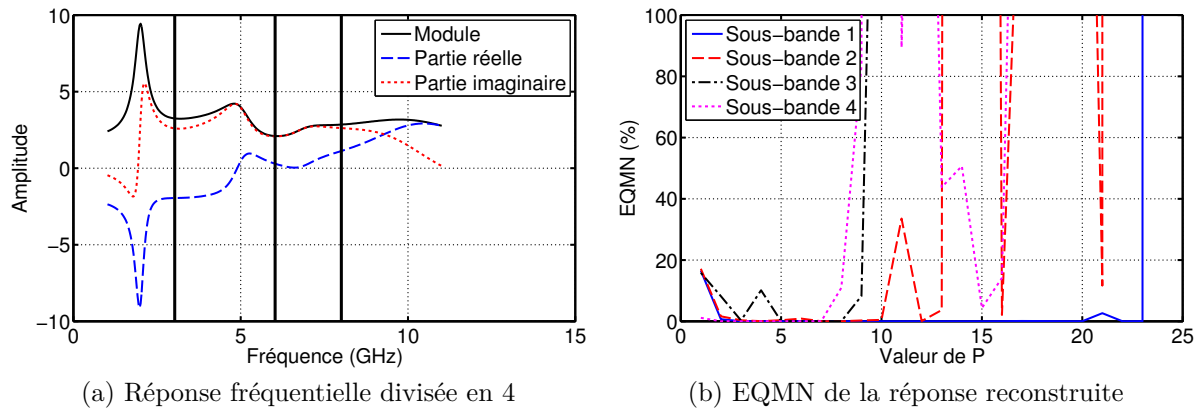 10
5
0
−5
−10
Amplitude
0
5
10
15
Fréquence (GHz)
Module
Partie réelle
Partie imaginaire
(a) Réponse fréquentielle divisée en 4
100
80
60
40
20
0
EQMN (%)
0
5
10
15
20
25
Valeur de P
Sous−bande 1
Sous−bande 2
Sous−bande 3
Sous−bande 4
(b) EQMN de la réponse reconstruite